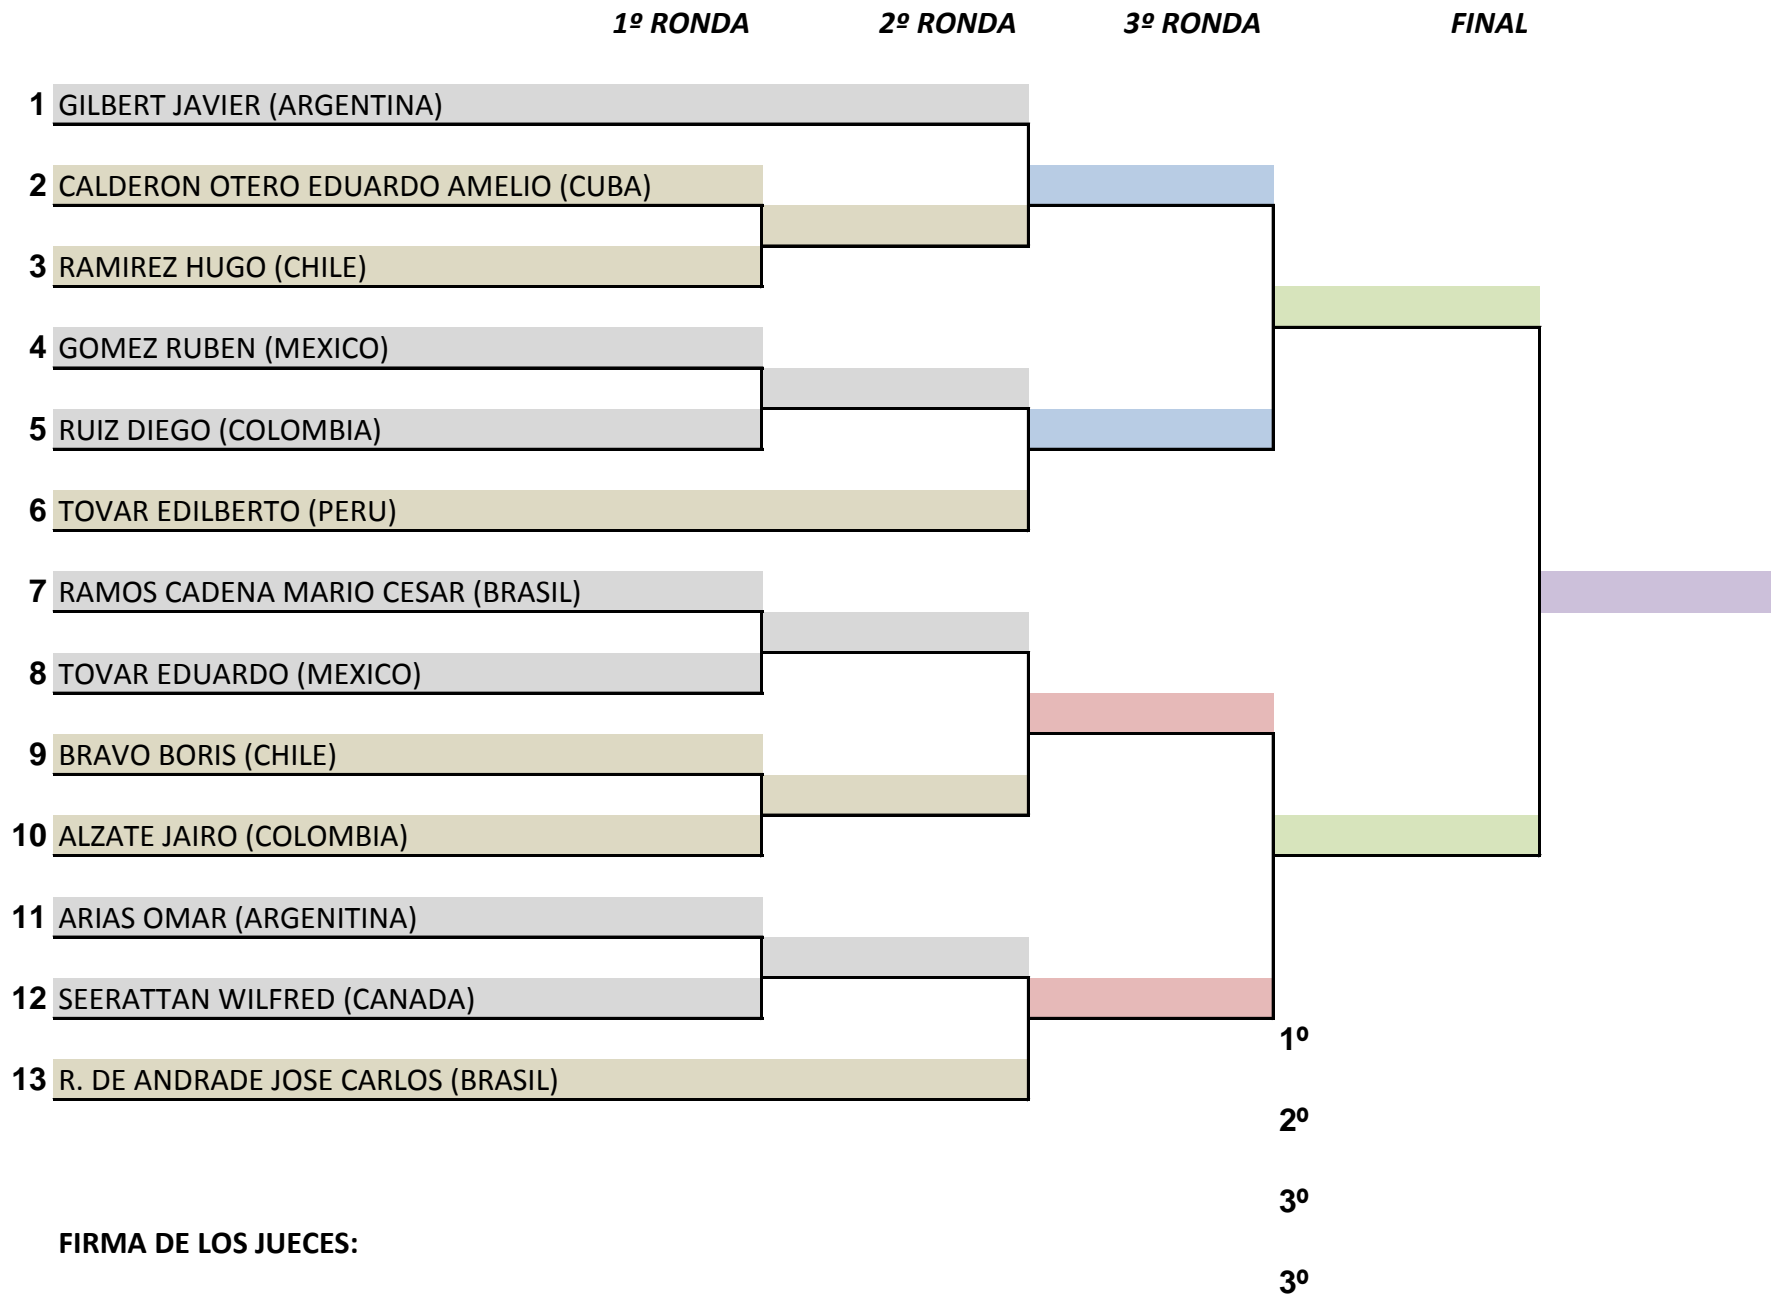 1º RONDA 2º RONDA 3º RONDA FINAL
1 GILBERT JAVIER (ARGENTINA)
2 CALDERON OTERO EDUARDO AMELIO (CUBA)
3 RAMIREZ HUGO (CHILE)
4 GOMEZ RUBEN (MEXICO)
5 RUIZ DIEGO (COLOMBIA)
6 TOVAR EDILBERTO (PERU)
7 RAMOS CADENA MARIO CESAR (BRASIL)
8 TOVAR EDUARDO (MEXICO)
9 BRAVO BORIS (CHILE)
10 ALZATE JAIRO (COLOMBIA)
11 ARIAS OMAR (ARGENITINA)
12 SEERATTAN WILFRED (CANADA)
1º
13 R. DE ANDRADE JOSE CARLOS (BRASIL)
2º
3º
FIRMA DE LOS JUECES:
3º